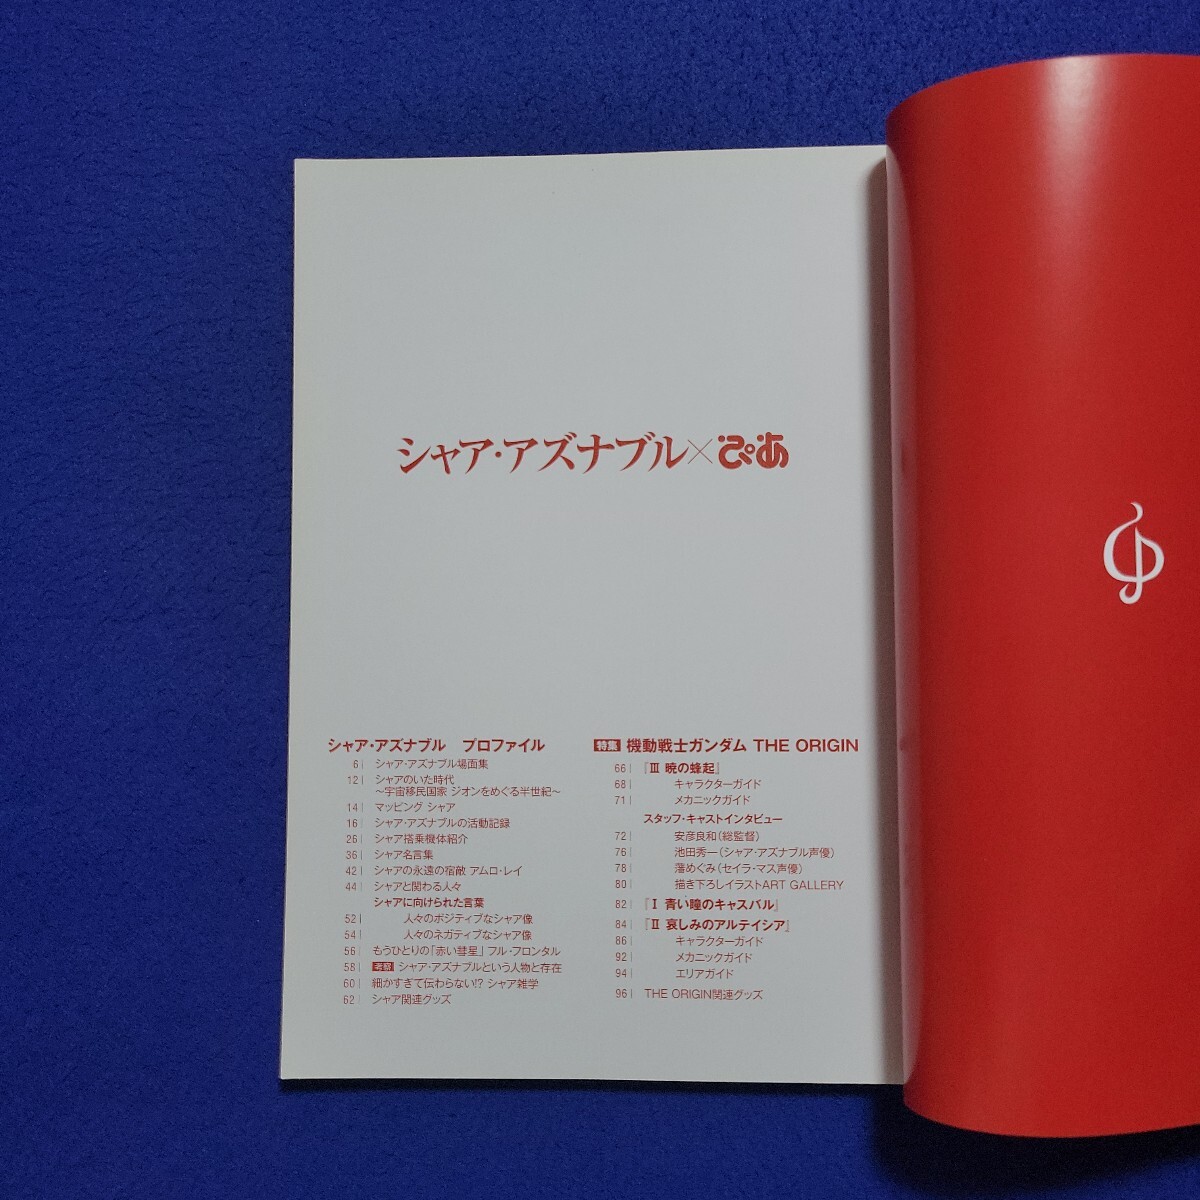 シャア・アズナブル×ぴあ
シャア・アズナブル　プロファイル
6| シャア・アズナブル場面集
12| シャアのいた時代
～宇宙移民国家 ジオンをめぐる半世紀～
14| マッピング シャア
16| シャア・アズナブルの活動記録
26| シャア搭乗機体紹介
36| シャア名言集
42| シャアの永遠の宿敵 アムロ・レイ
44| シャアと関わる人々
シャアに向けられた言葉
52| 人々のポジティブなシャア像
54| 人々のネガティブなシャア像
56| もうひとりの「赤い彗星」 フル・フロンタル
58| 考察 シャア・アズナブルという人物と存在
60| 細かすぎて伝わらない!? シャア雑学
62| シャア関連グッズ
特集 機動戦士ガンダム THE ORIGIN
66| 『Ⅲ 暁の蜂起』
68| キャラクターガイド
71| メカニックガイド
スタッフ・キャストインタビュー
72| 安彦良和（総監督）
76| 池田秀一（シャア・アズナブル声優）
78| 藩めぐみ（セイラ・マス声優）
80| 描き下ろしイラストART GALLERY
82| 『Ⅰ 青い瞳のキャスバル』
84| 『Ⅱ 哀しみのアルテイシア』
86| キャラクターガイド
92| メカニックガイド
94| エリアガイド
96| THE ORIGIN関連グッズ